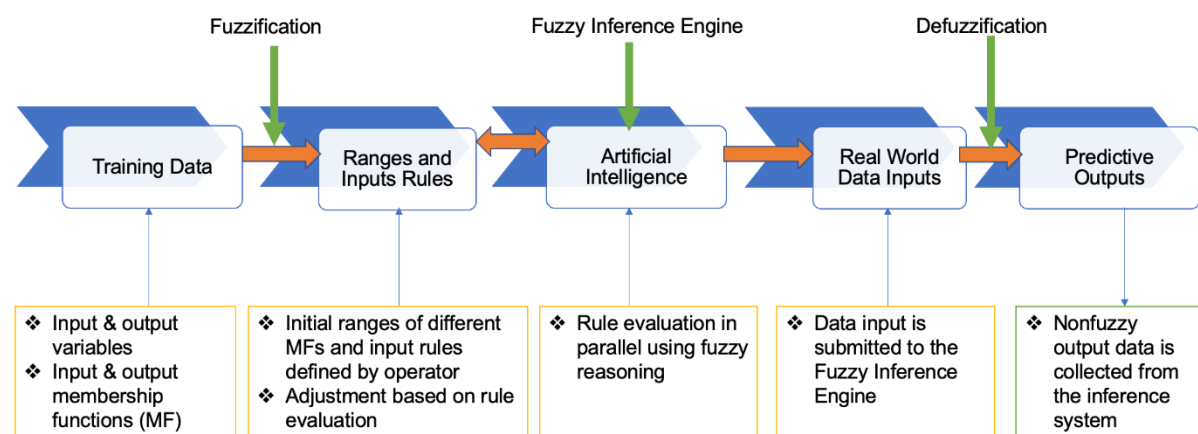 Fuzzification
Fuzzy Inference Engine
Defuzzification
Training Data
Ranges and
Inputs Rules
Artificial
Intelligence
Real World
Data Inputs
Predictive
Outputs
❖ Input & output
variables
❖ Input & output
membership
functions (MF)
❖ Initial ranges of different
MFs and input rules
defined by operator
❖ Adjustment based on rule
evaluation
❖ Rule evaluation in
parallel using fuzzy
reasoning
❖ Data input is
submitted to the
Fuzzy Inference
Engine
❖ Nonfuzzy
output data is
collected from
the inference
system